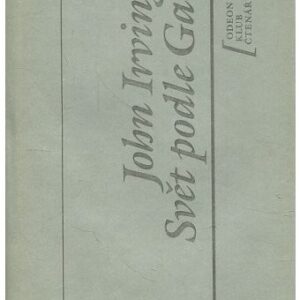 John Irving
Svět podle Ga
ODEON
KLUB
ČTENÁŘ